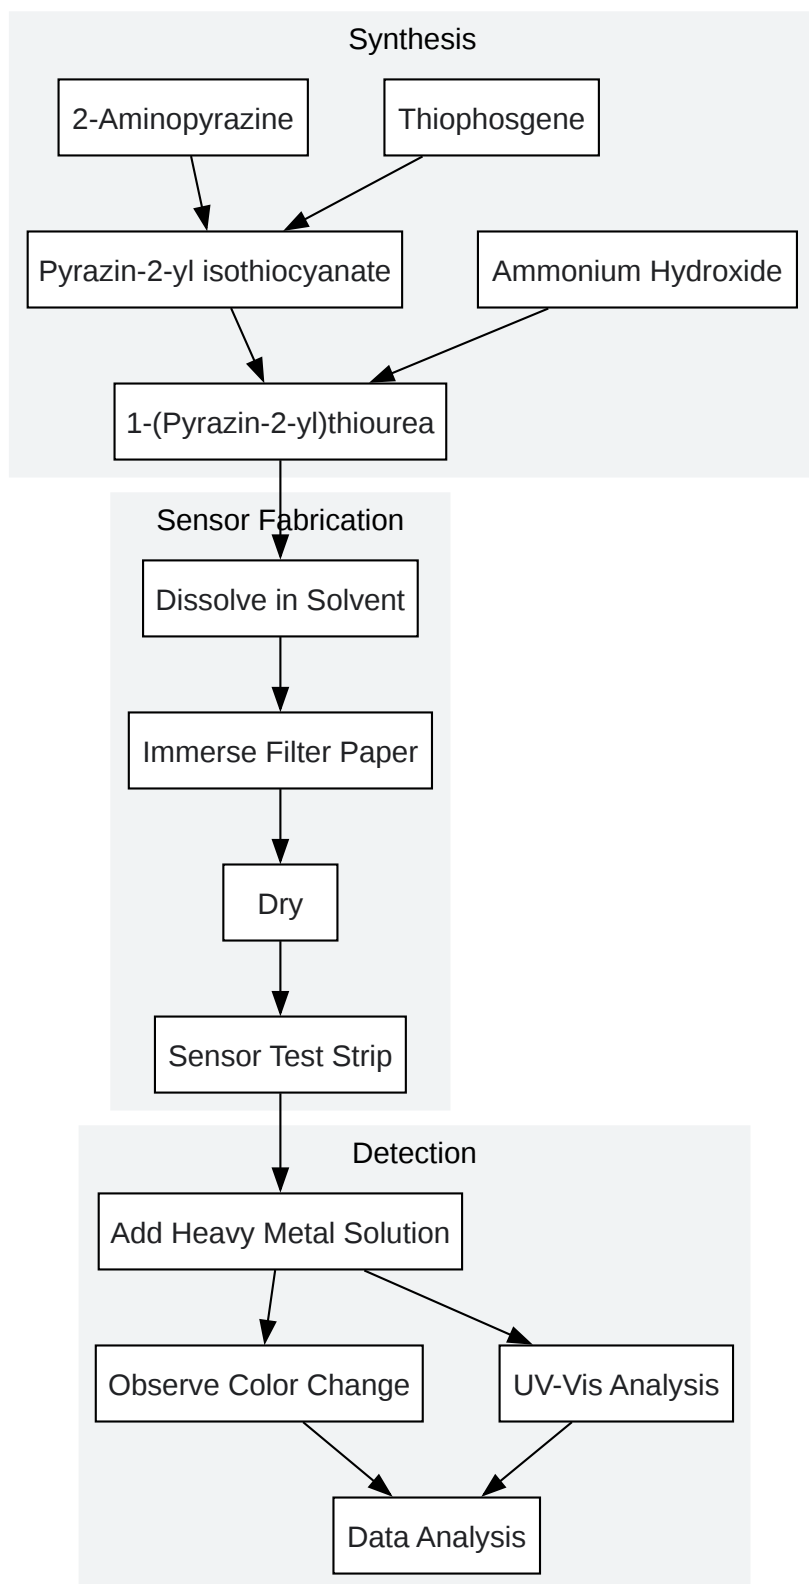 Synthesis
2-Aminopyrazine
Thiophosgene
Pyrazin-2-yl isothiocyanate
Ammonium Hydroxide
1-(Pyrazin-2-yl)thiourea
Sensor Fabrication
Dissolve in Solvent
Immerse Filter Paper
Dry
Sensor Test Strip
Detection
Add Heavy Metal Solution
Observe Color Change
UV-Vis Analysis
Data Analysis